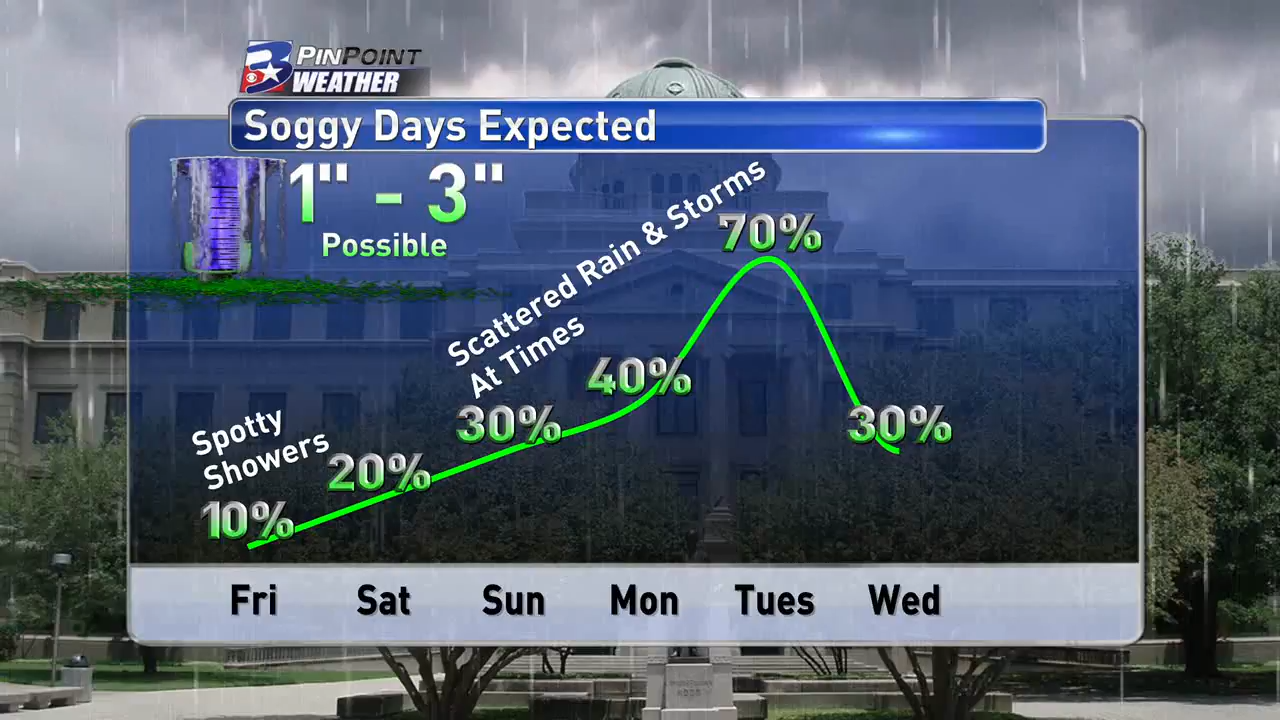 3 PINPOINT
WEATHER
Soggy Days Expected
1" - 3"
Possible
Spotty
Showers
Scattered Rain & Storms
At Times
10%
20%
30%
40%
70%
30%
Fri Sat Sun Mon Tues Wed